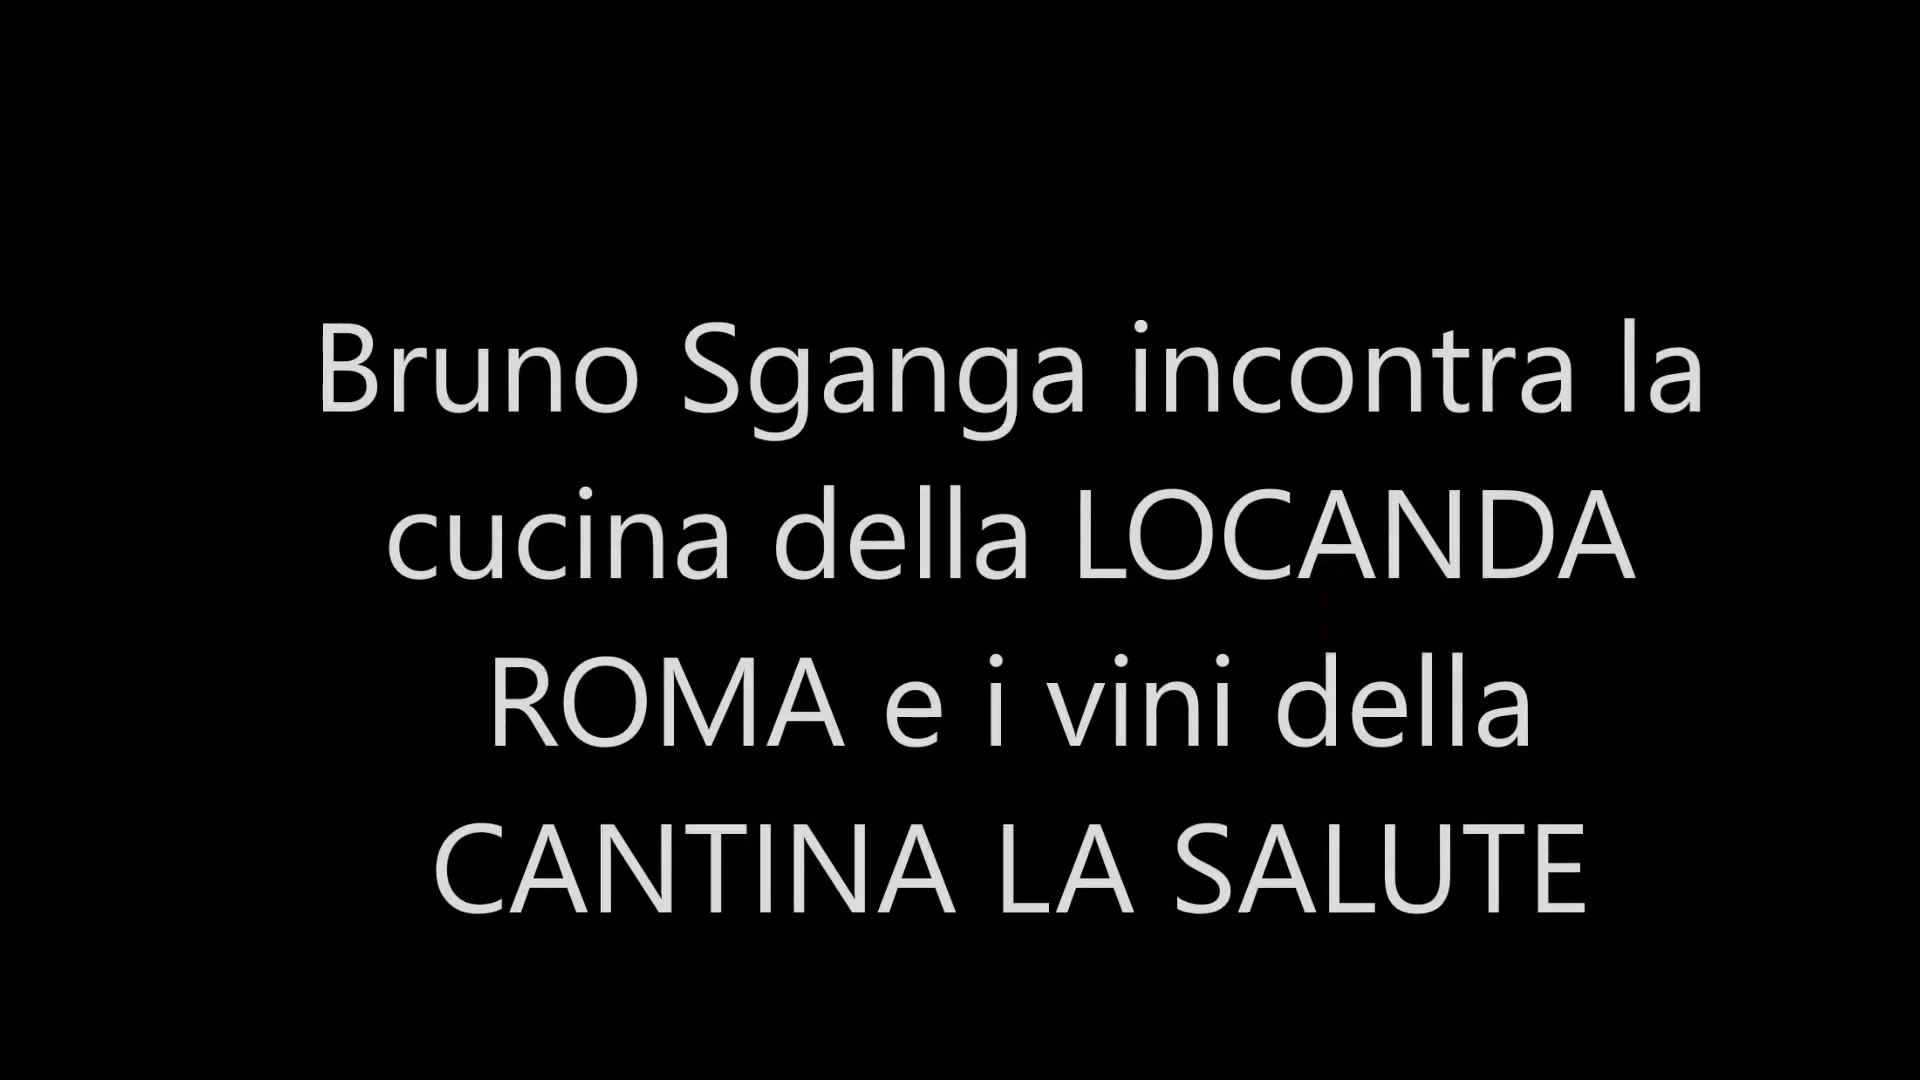 Bruno Sganga incontra la
cucina della LOCANDA
ROMA e i vini della
CANTINA LA SALUTE